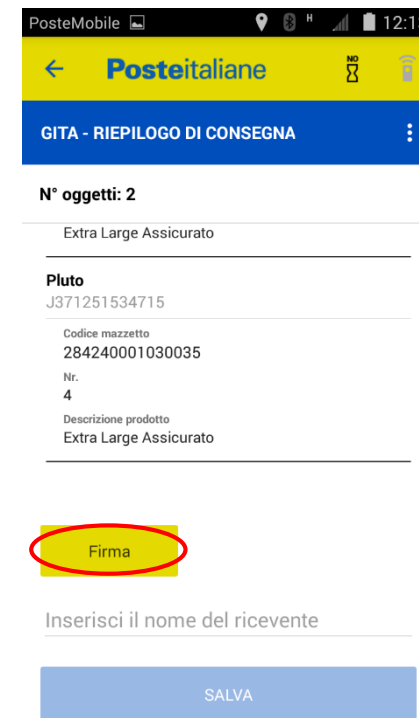 PosteMobile H 12:1
Posteitaliane NO
GITA - RIEPILOGO DI CONSEGNA
N° oggetti: 2
Extra Large Assicurato
Pluto
J371251534715
Codice mazzetto
284240001030035
Nr.
4
Descrizione prodotto
Extra Large Assicurato
Firma
Inserisci il nome del ricevente
SALVA